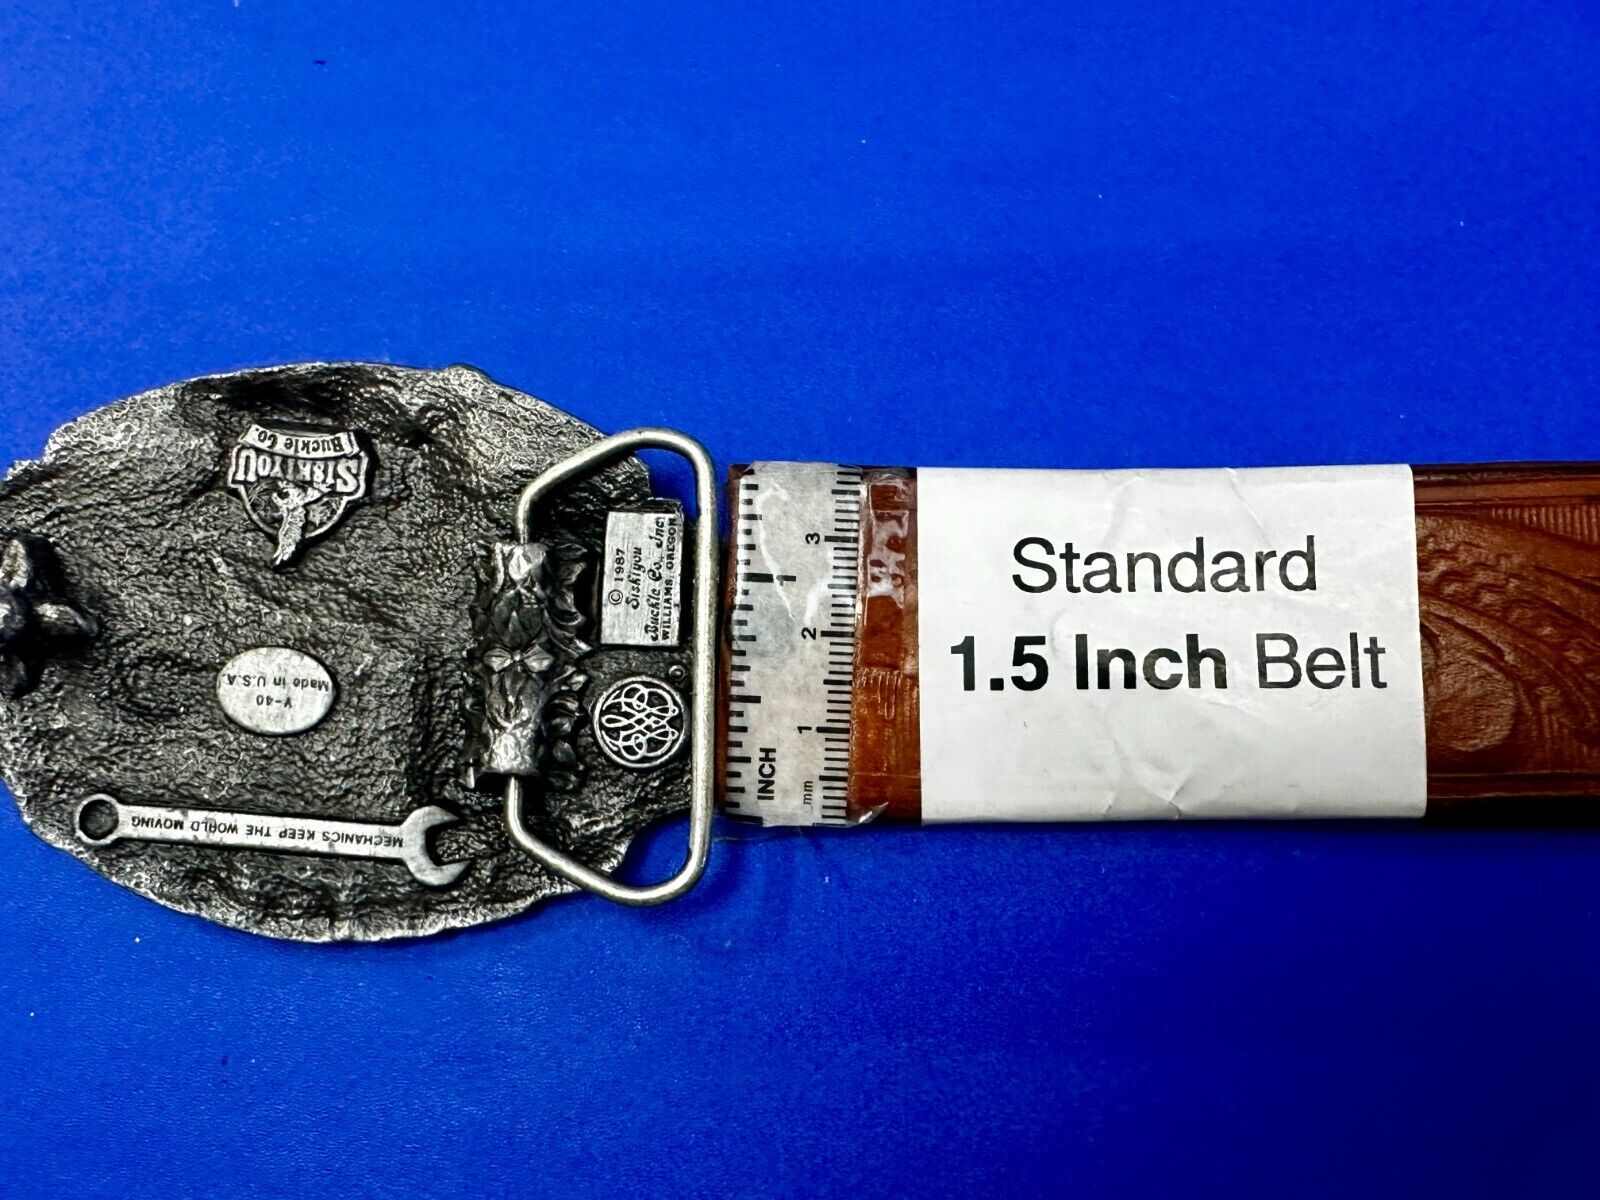 SISKIYOU
Buckle Co.
© 1987
Siskiyou
Buckle Co., Inc.
WILLIAMS, OREGON
V-40
Made in U.S.A.
MECHANICS KEEP THE WORLD MOVING
INCH
1
mm
1
2
3
Standard
1.5 Inch Belt